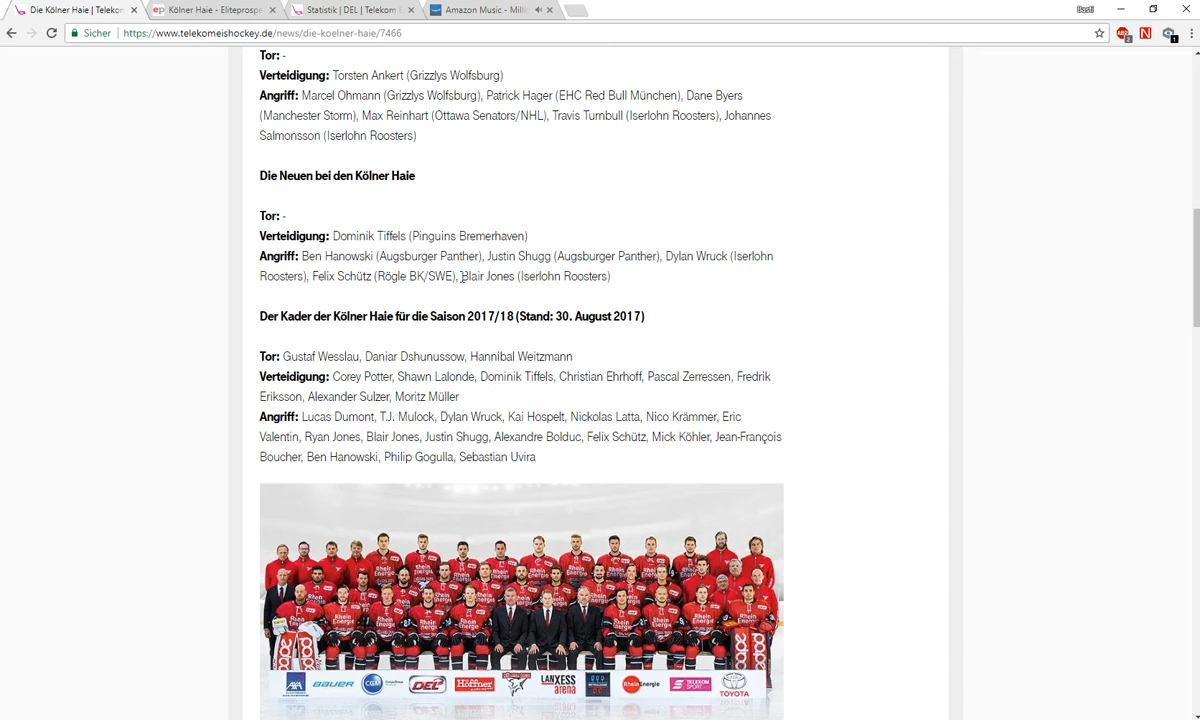 Die Kölner Haie | Telekom
Kölner Haie - Eliteprospe
Statistik | DEL | Telekom E
Amazon Music - Millio
Basti
Sicher
https://www.telekomeishockey.de/news/die-koelner-haie/7466
Tor: -
Verteidigung: Torsten Ankert (Grizzlys Wolfsburg)
Angriff: Marcel Ohmann (Grizzlys Wolfsburg), Patrick Hager (EHC Red Bull München), Dane Byers
(Manchester Storm), Max Reinhart (Ottawa Senators/NHL), Travis Turnbull (Iserlohn Roosters), Johannes
Salmonsson (Iserlohn Roosters)
Die Neuen bei den Kölner Haie
Tor: -
Verteidigung: Dominik Tiffels (Pinguins Bremerhaven)
Angriff: Ben Hanowski (Augsburger Panther), Justin Shugg (Augsburger Panther), Dylan Wruck (Iserlohn
Roosters), Felix Schütz (Rögle BK/SWE), Blair Jones (Iserlohn Roosters)
Der Kader der Kölner Haie für die Saison 2017/18 (Stand: 30. August 2017)
Tor: Gustaf Wesslau, Daniar Dshunussow, Hannibal Weitzmann
Verteidigung: Corey Potter, Shawn Lalonde, Dominik Tiffels, Christian Ehrhoff, Pascal Zerressen, Fredrik
Eriksson, Alexander Sulzer, Moritz Müller
Angriff: Lucas Dumont, T.J. Mulock, Dylan Wruck, Kai Hospelt, Nickolas Latta, Nico Krämmer, Eric
Valentin, Ryan Jones, Blair Jones, Justin Shugg, Alexandre Bolduc, Felix Schütz, Mick Köhler, Jean-François
Boucher, Ben Hanowski, Philip Gogulla, Sebastian Uvira
AXA BAUER CGM DEL Höffner LANXESS arena RheinEnergie TELEKOM SPORT TOYOTA